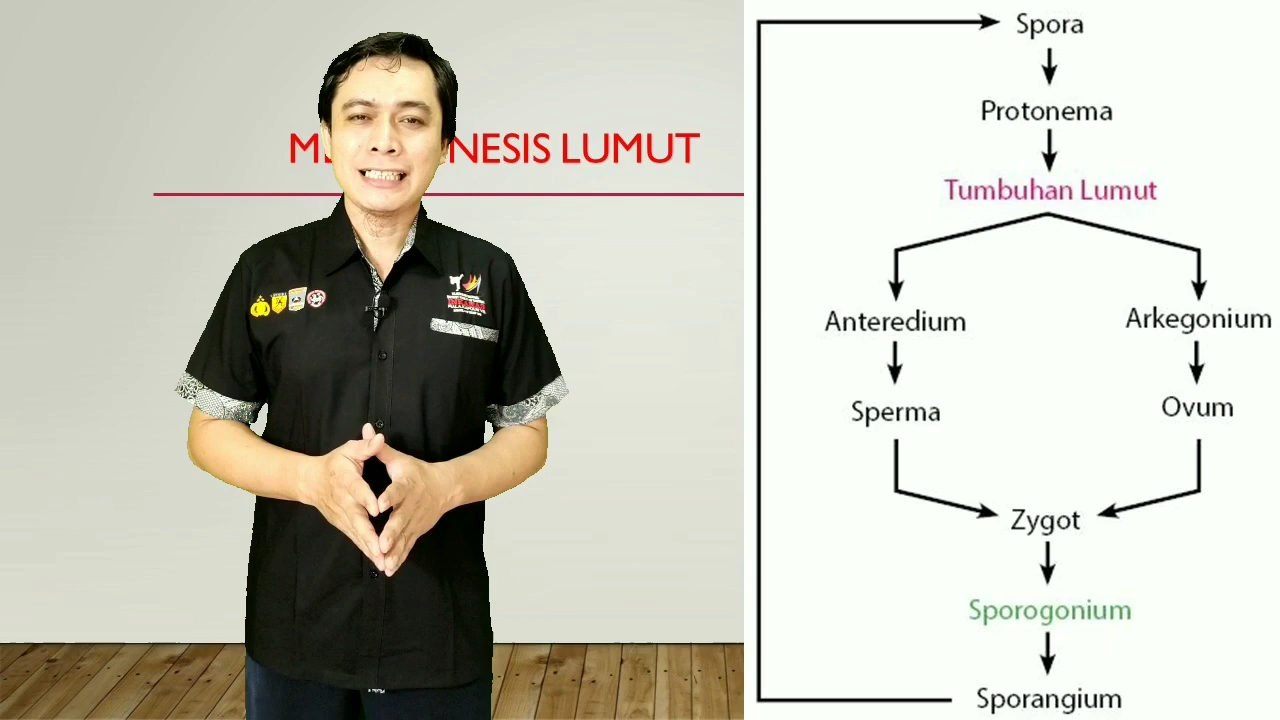 NESIS LUMUT
Spora
Protonema
Tumbuhan Lumut
Anteredium
Arkegonium
Sperma
Ovum
Zygot
Sporogonium
Sporangium